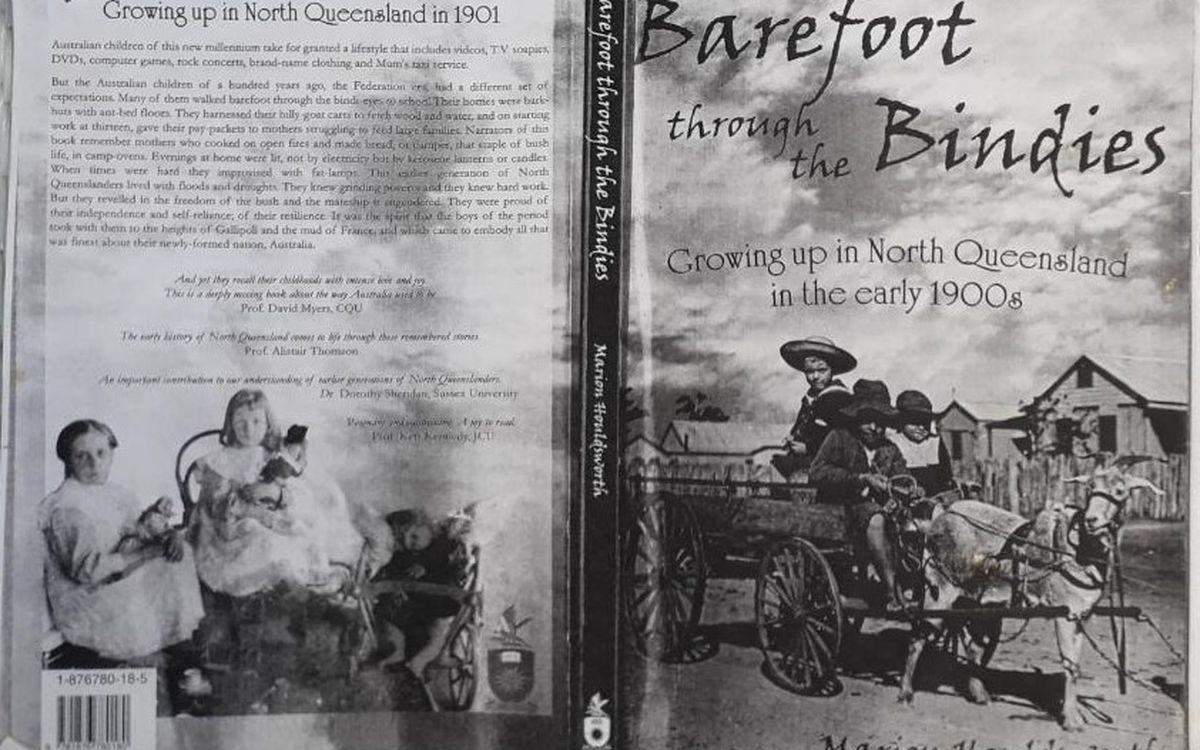 Growing up in North Queensland in 1901
Australian children of this new millennium take for granted a lifestyle that includes videos, T.V. soapies,
DVDs, computer games, rock concerts, brand-name clothing and Mum's taxi service.
But the Australian children of a hundred years ago, the Federation era, had a different set of
expectations. Many of them walked barefoot through the bindi-eyes to school. Their homes were bark-
huts with ant-bed floors. They harnessed their billy-goat carts to fetch wood and water, and on starting
work at thirteen, gave their pay-packets to mothers struggling to feed large families. Narrators of this
book remember mothers who cooked on open fires and made bread, or damper, that staple of bush
life, in camp-ovens. Evenings at home were lit, not by electricity but by kerosene lanterns or candles.
When times were hard they improvised with fat-lamps. This earlier generation of North
Queenslanders lived with floods and droughts. They knew grinding poverty and they knew hard work.
But they revelled in the freedom of the bush and the mateship it engendered. They were proud of
their independence and self-reliance; of their resilience. It was the spirit that the boys of the period
took with them to the heights of Gallipoli and the mud of France, and which came to embody all that
was finest about their newly-formed nation, Australia.
And yet they recall their childhoods with intense love and joy.
This is a deeply moving book about the way Australia used to be.
Prof. David Myers, CQU
The early history of North Queensland comes to life through these remembered stories.
Prof. Alistair Thomson
An important contribution to our understanding of earlier generations of North Queenslanders.
Dr. Dorothy Sheridan, Sussex University
A joy to read.
Prof. Ken Kennedy, JCU
1-876780-18-5
Barefoot through the Bindies
Marion Houldsworth
Barefoot
through
the Bindies
Growing up in North Queensland
in the early 1900s
Marion Houldsworth